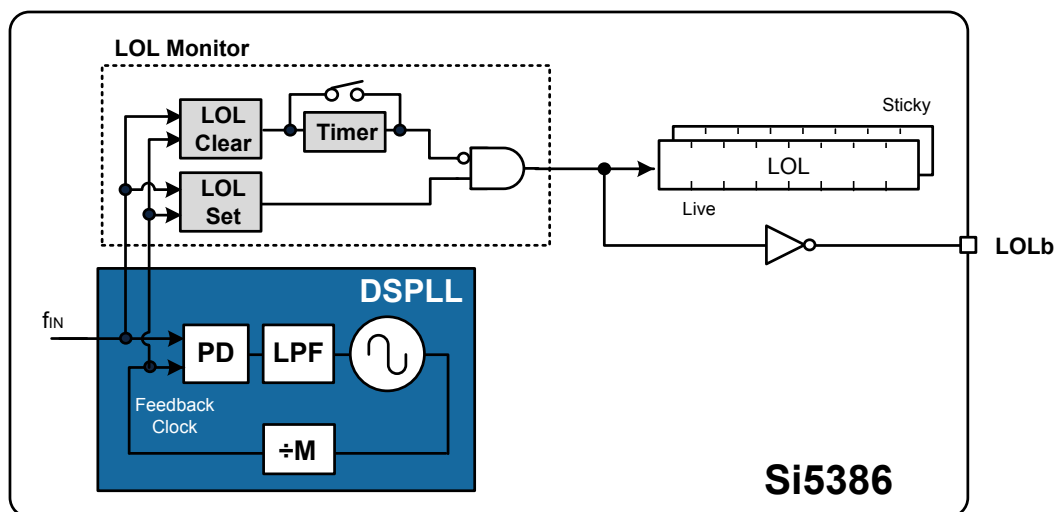 LOL Monitor
LOL
Clear
Timer
LOL
Set
Sticky
LOL
Live
LOLb
DSPLL
fIN
PD
LPF
Feedback
Clock
÷M
Si5386